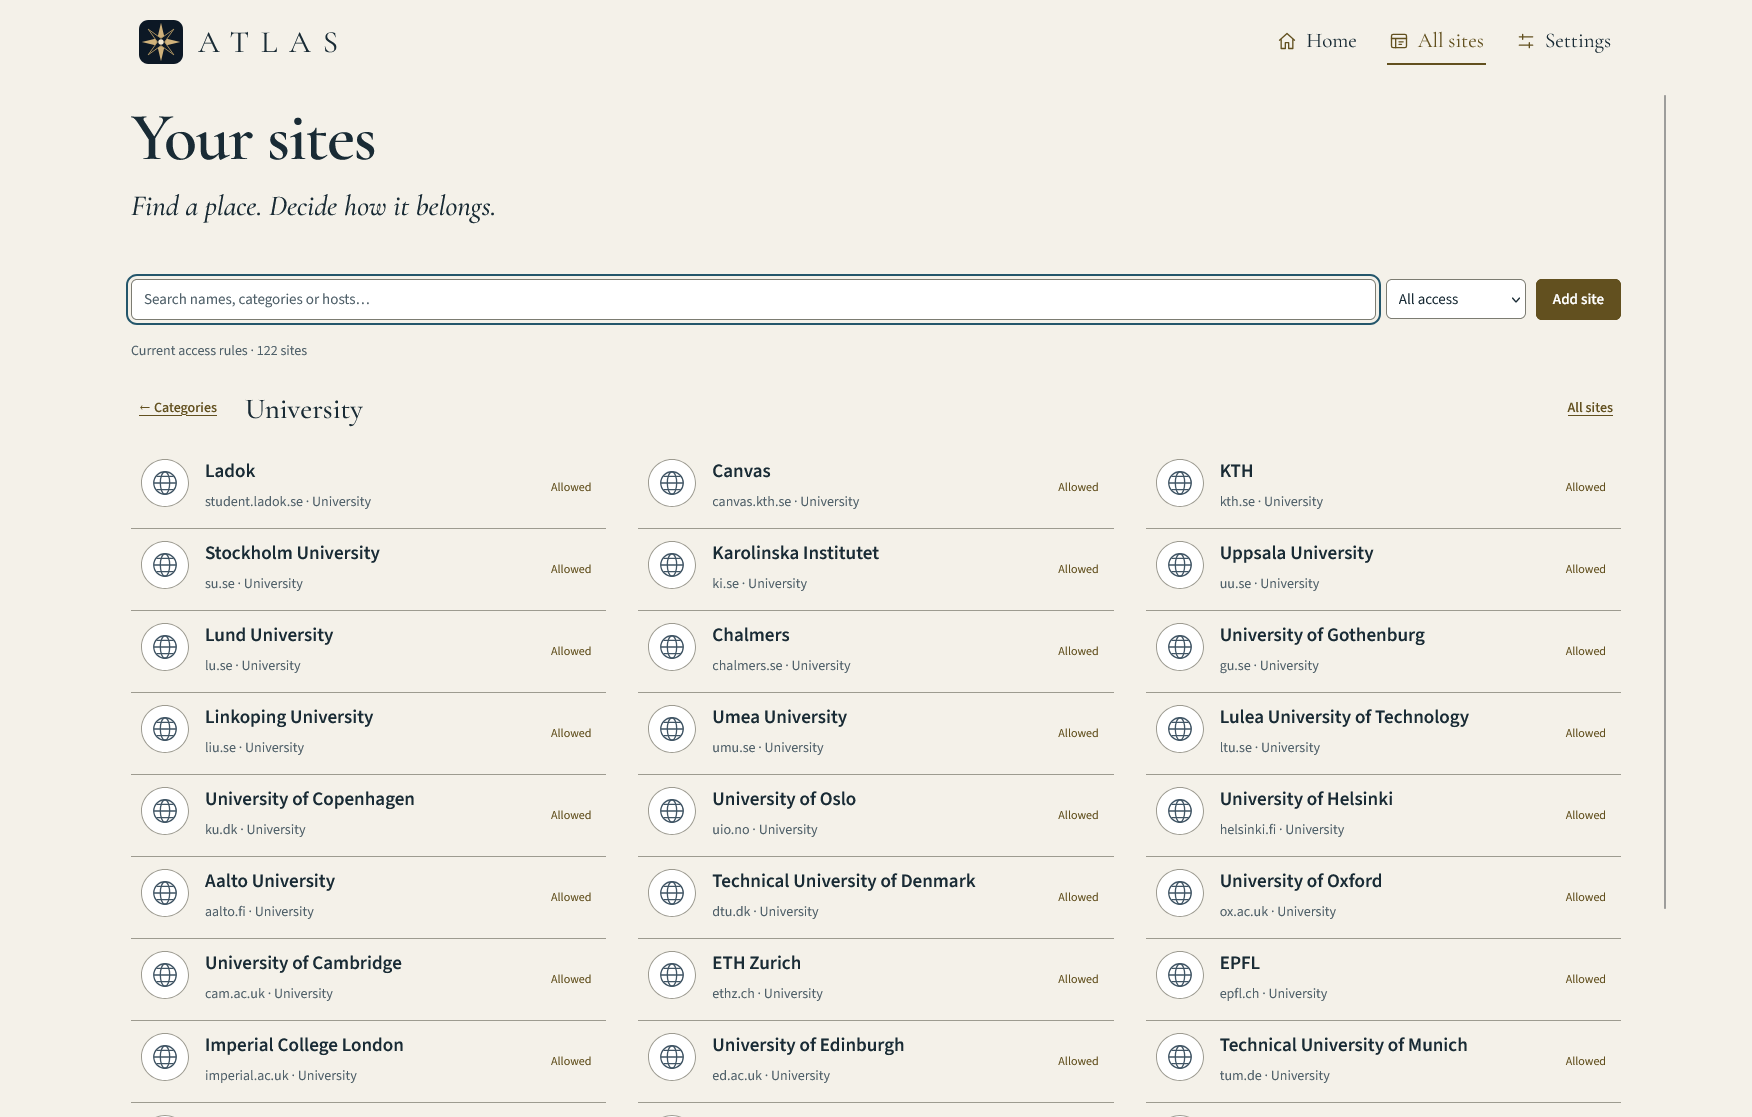 ATLAS
Home
All sites
Settings
Your sites
Find a place. Decide how it belongs.
Search names, categories or hosts…
All access
Add site
Current access rules · 122 sites
← Categories
University
All sites
Ladok
student.ladok.se · University
Allowed
Canvas
canvas.kth.se · University
Allowed
KTH
kth.se · University
Allowed
Stockholm University
su.se · University
Allowed
Karolinska Institutet
ki.se · University
Allowed
Uppsala University
uu.se · University
Allowed
Lund University
lu.se · University
Allowed
Chalmers
chalmers.se · University
Allowed
University of Gothenburg
gu.se · University
Allowed
Linkoping University
liu.se · University
Allowed
Umea University
umu.se · University
Allowed
Lulea University of Technology
ltu.se · University
Allowed
University of Copenhagen
ku.dk · University
Allowed
University of Oslo
uio.no · University
Allowed
University of Helsinki
helsinki.fi · University
Allowed
Aalto University
aalto.fi · University
Allowed
Technical University of Denmark
dtu.dk · University
Allowed
University of Oxford
ox.ac.uk · University
Allowed
University of Cambridge
cam.ac.uk · University
Allowed
ETH Zurich
ethz.ch · University
Allowed
EPFL
epfl.ch · University
Allowed
Imperial College London
imperial.ac.uk · University
Allowed
University of Edinburgh
ed.ac.uk · University
Allowed
Technical University of Munich
tum.de · University
Allowed